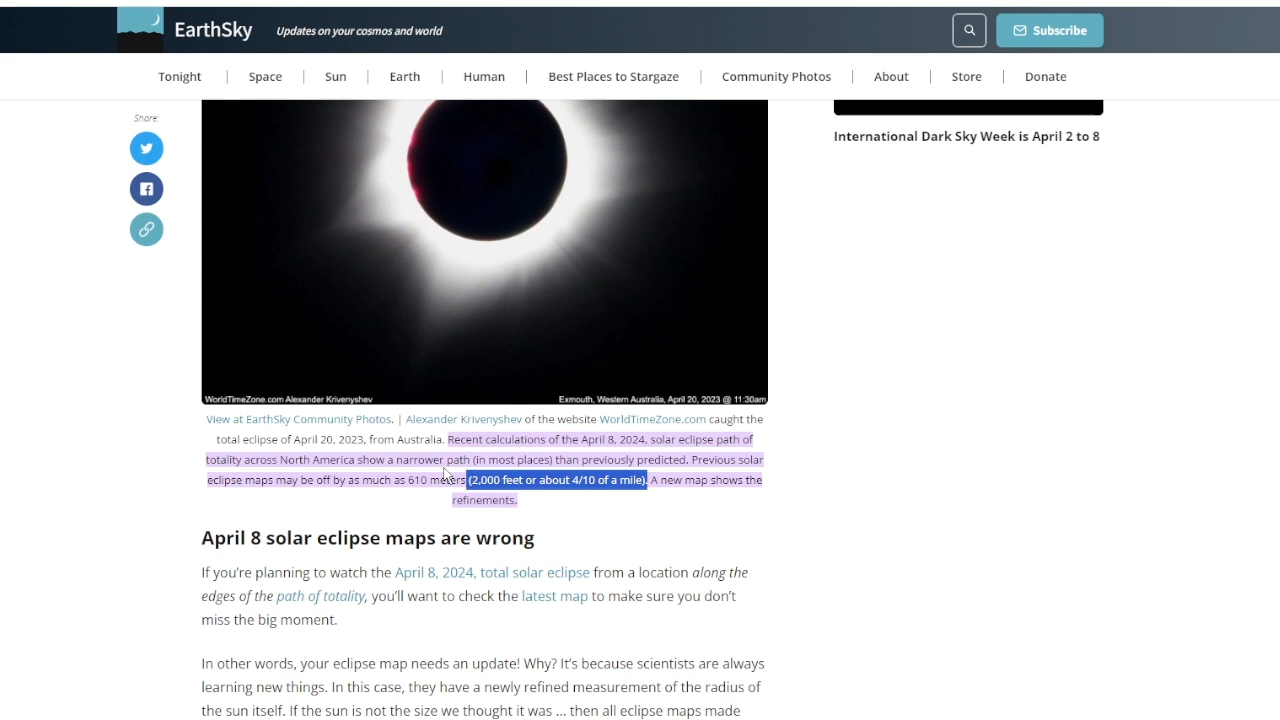 EarthSky Updates on your cosmos and world Subscribe
Tonight Space Sun Earth Human Best Places to Stargaze Community Photos About Store Donate
Share:
International Dark Sky Week is April 2 to 8
WorldTimeZone.com Alexander Krivenyshev Exmouth, Western Australia, April 20, 2023 @ 11:30am
View at EarthSky Community Photos. | Alexander Krivenyshev of the website WorldTimeZone.com caught the
total eclipse of April 20, 2023, from Australia. Recent calculations of the April 8, 2024, solar eclipse path of
totality across North America show a narrower path (in most places) than previously predicted. Previous solar
eclipse maps may be off by as much as 610 meters (2,000 feet or about 4/10 of a mile). A new map shows the
refinements.
April 8 solar eclipse maps are wrong
If you’re planning to watch the April 8, 2024, total solar eclipse from a location along the
edges of the path of totality, you’ll want to check the latest map to make sure you don’t
miss the big moment.
In other words, your eclipse map needs an update! Why? It’s because scientists are always
learning new things. In this case, they have a newly refined measurement of the radius of
the sun itself. If the sun is not the size we thought it was … then all eclipse maps made